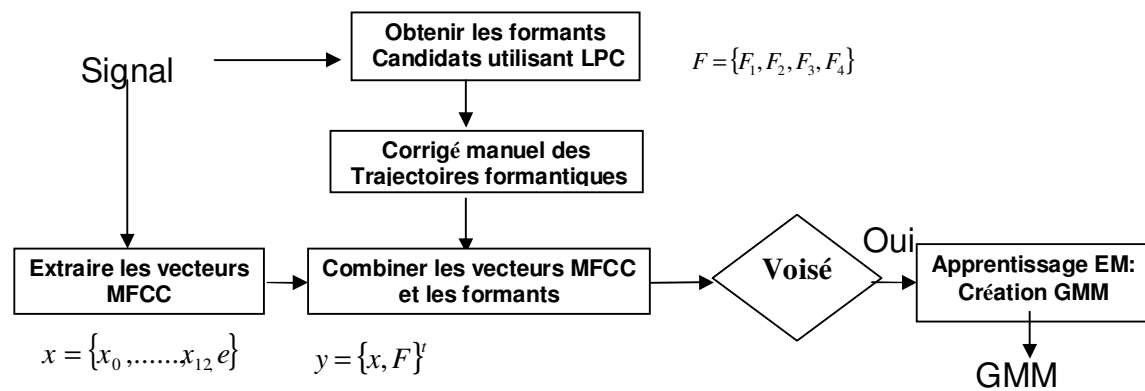 Obtenir les formants
Candidats utilisant LPC
F = {F₁, F₂, F₃, F₄}
Signal
Corrigé manuel des
Trajectoires formantiques
Extraire les vecteurs
MFCC
Combiner les vecteurs MFCC
et les formants
Voisé
Oui
Apprentissage EM:
Création GMM
x = {x₀ ,......,x₁₂, e}
y = {x, F}ᵗ
GMM